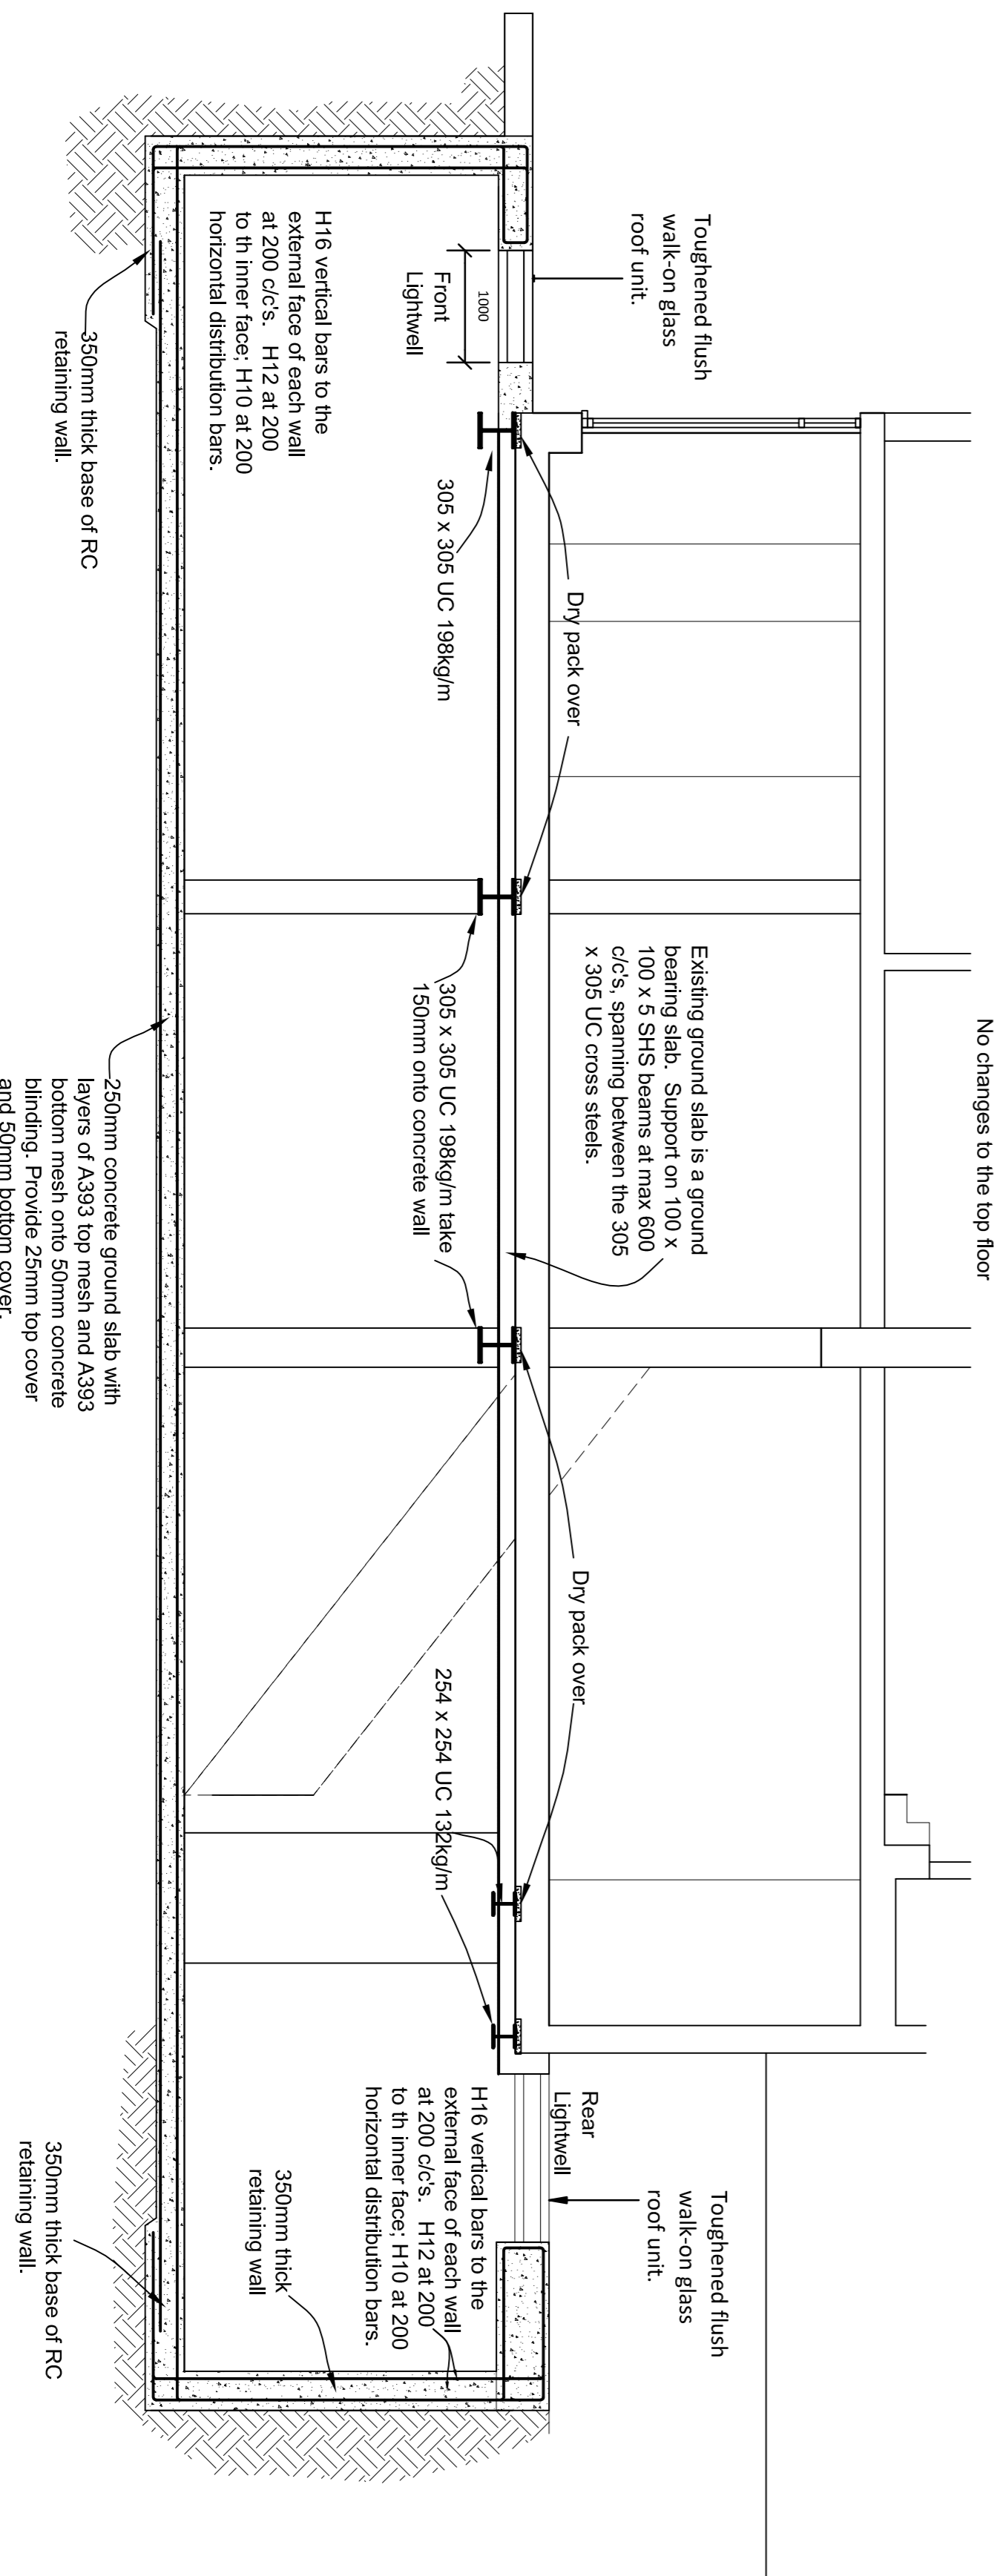 No changes to the top floor
Toughened flush
walk-on glass
roof unit.
Dry pack over
Existing ground slab is a ground
bearing slab. Support on 100 x
100 x 5 SHS beams at max 600
c/c's, spanning between the 305
x 305 UC cross steels.
Dry pack over
Rear
Lightwell
Toughened flush
walk-on glass
roof unit.
1000
Front
Lightwell
305 x 305 UC 198kg/m
305 x 305 UC 198kg/m take
150mm onto concrete wall
254 x 254 UC 132kg/m
H16 vertical bars to the
external face of each wall
at 200 c/c's. H12 at 200
to th inner face; H10 at 200
horizontal distribution bars.
H16 vertical bars to the
external face of each wall
at 200 c/c's. H12 at 200
to th inner face; H10 at 200
horizontal distribution bars.
350mm thick
retaining wall
350mm thick base of RC
retaining wall.
250mm concrete ground slab with
layers of A393 top mesh and A393
bottom mesh onto 50mm concrete
blinding. Provide 25mm top cover
and 50mm bottom cover.
350mm thick base of RC
retaining wall.